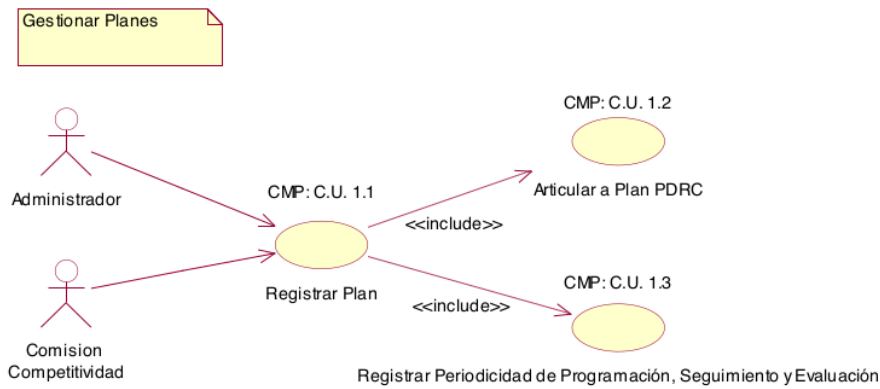 Gestionar Planes
CMP: C.U. 1.2
Administrador
CMP: C.U. 1.1
Articular a Plan PDRC
<<include>>
Registrar Plan
CMP: C.U. 1.3
<<include>>
Comision
Competitividad
Registrar Periodicidad de Programación, Seguimiento y Evaluación